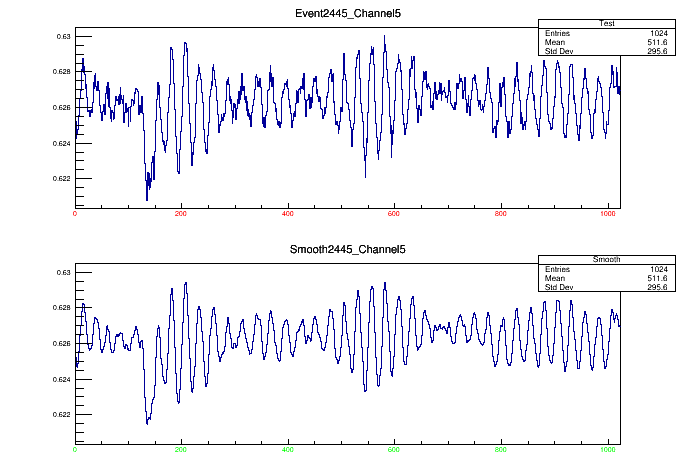 Event2445_Channel5
Test
Entries 1024
Mean 511.6
Std Dev 295.6
0.63
0.628
0.626
0.624
0.622
0 200 400 600 800 1000
Smooth2445_Channel5
Smooth
Entries 1024
Mean 511.6
Std Dev 295.6
0.63
0.628
0.626
0.624
0.622
0 200 400 600 800 1000